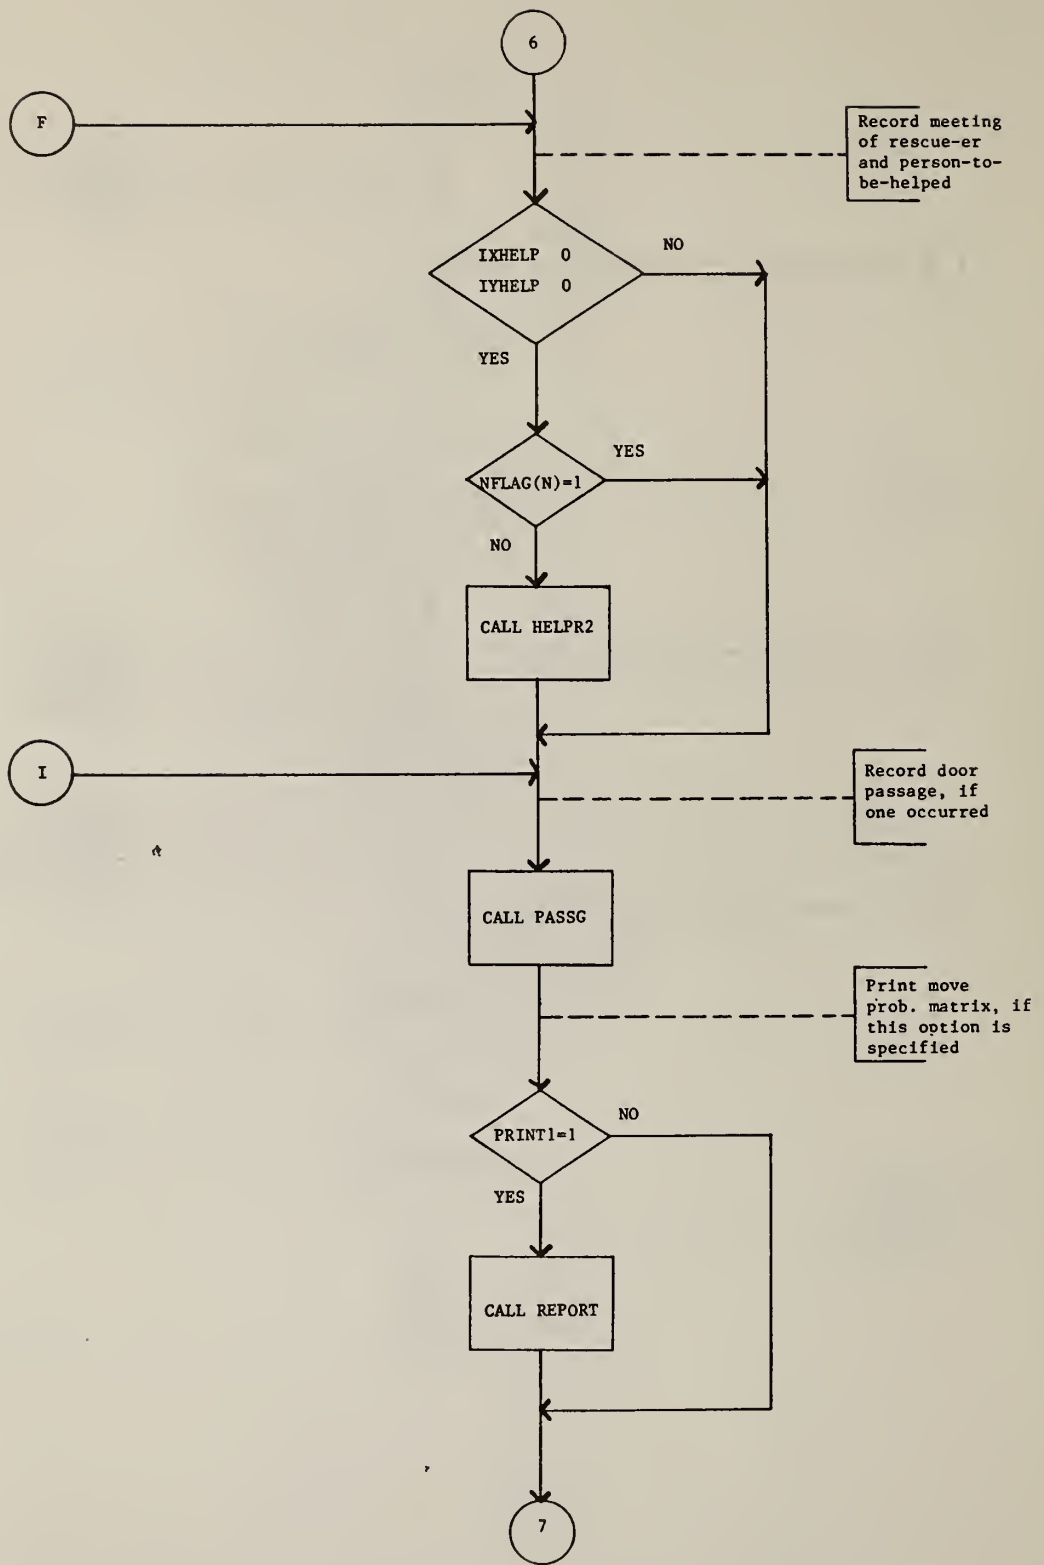 6
F
Record meeting
of rescue-er
and person-to-
be-helped
IXHELP 0
IYHELP 0
NO
YES
NFLAG(N)=1
YES
NO
CALL HELPR2
I
Record door
passage, if
one occurred
CALL PASSG
Print move
prob. matrix, if
this option is
specified
PRINT1=1
NO
YES
CALL REPORT
7